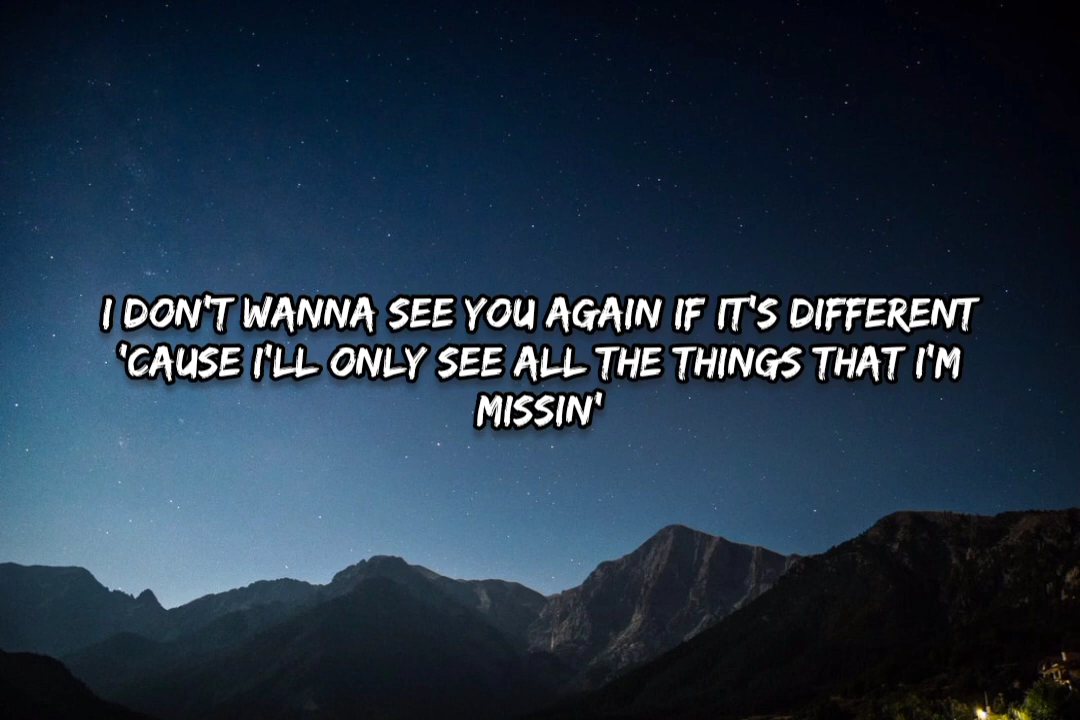 I DON'T WANNA SEE YOU AGAIN IF IT'S DIFFERENT
'CAUSE I'LL ONLY SEE ALL THE THINGS THAT I'M
MISSIN'